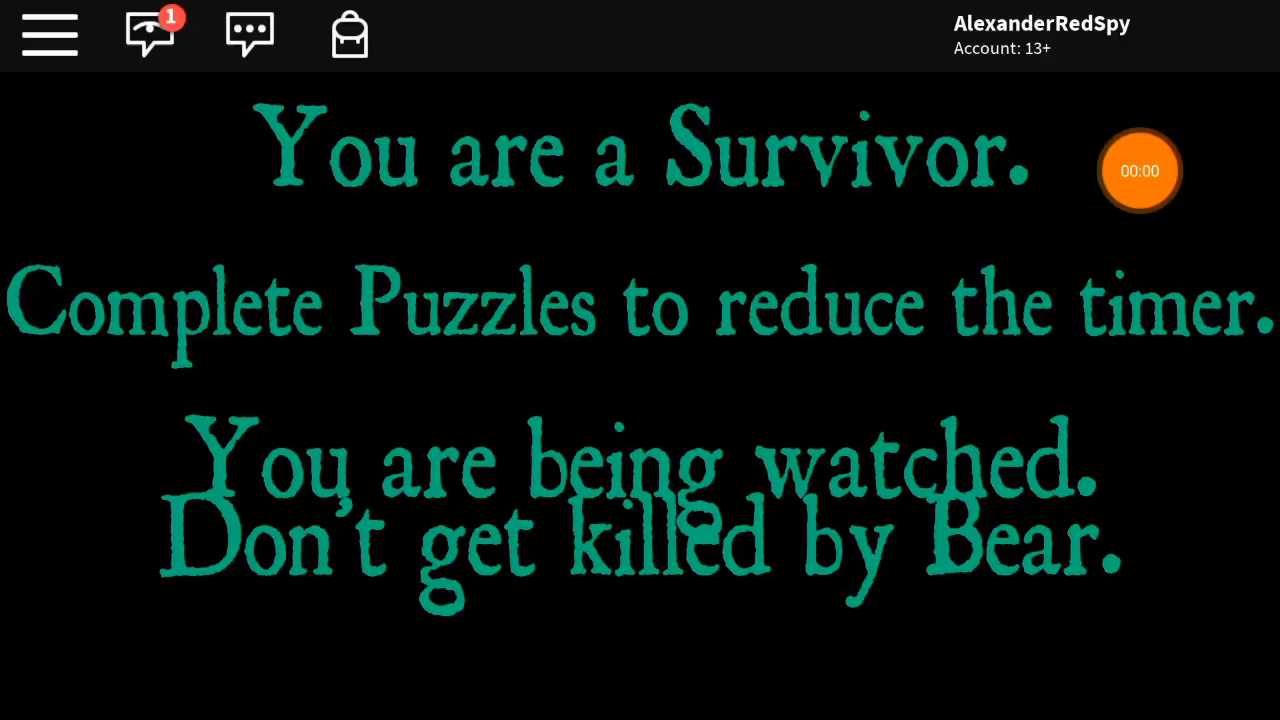 1
AlexanderRedSpy
Account: 13+
You are a Survivor.
00:00
Complete Puzzles to reduce the timer.
You are being watched.
Don't get killed by Bear.